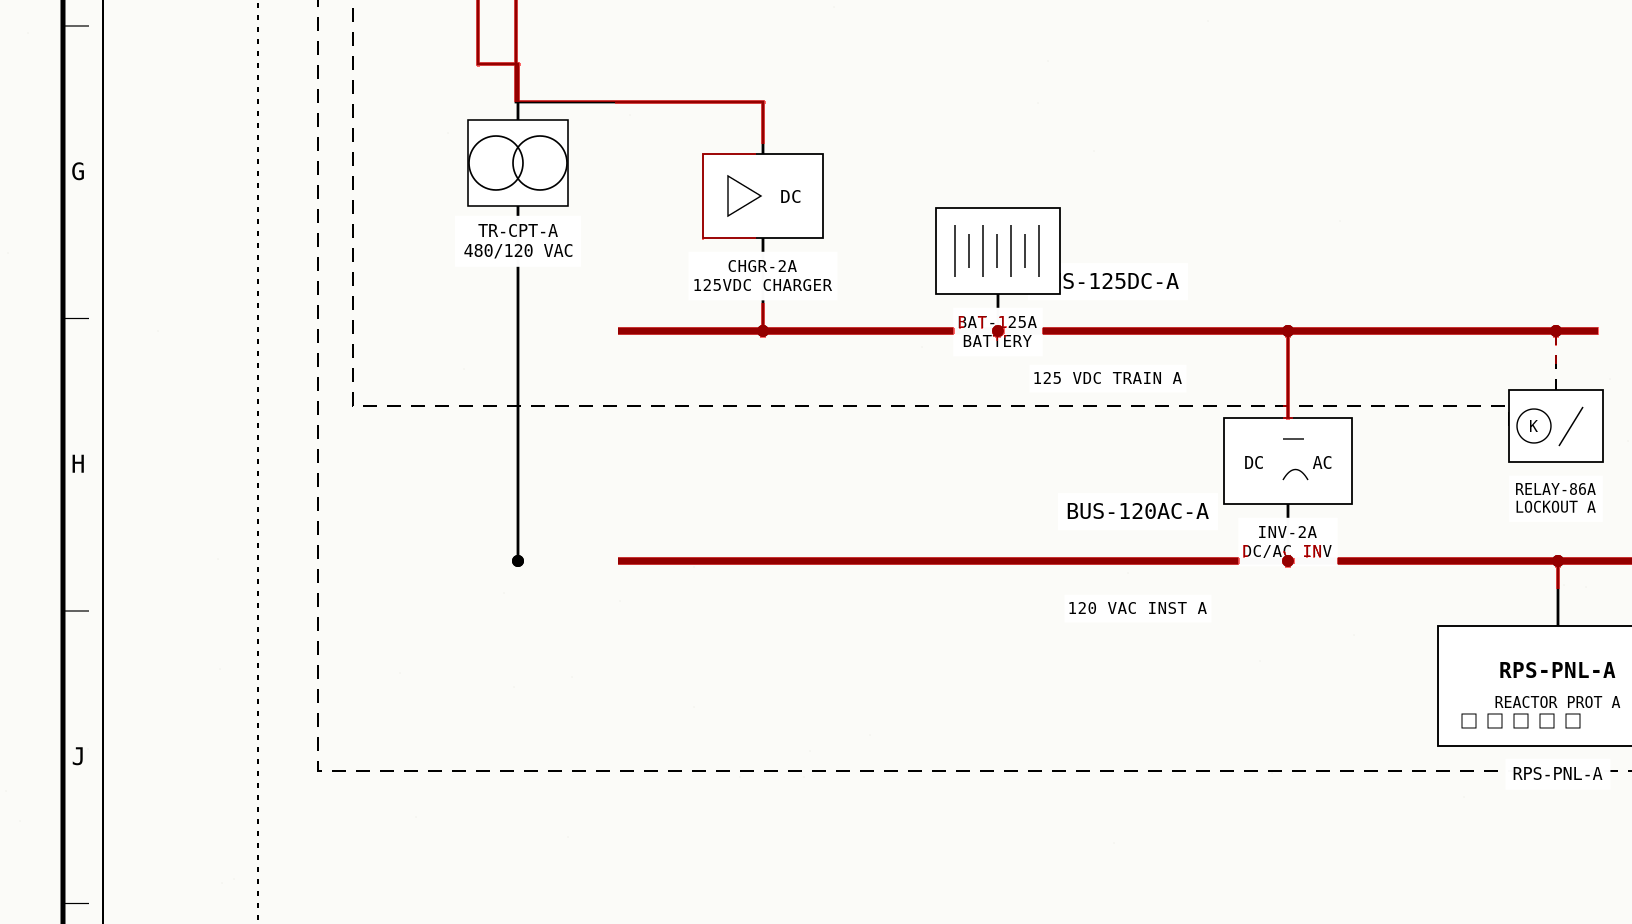 G
TR-CPT-A
480/120 VAC
DC
CHGR-2A
125VDC CHARGER
S-125DC-A
BAT-125A
BATTERY
125 VDC TRAIN A
K
RELAY-86A
LOCKOUT A
H
DC AC
BUS-120AC-A
INV-2A
DC/AC INV
120 VAC INST A
RPS-PNL-A
REACTOR PROT A
J
RPS-PNL-A